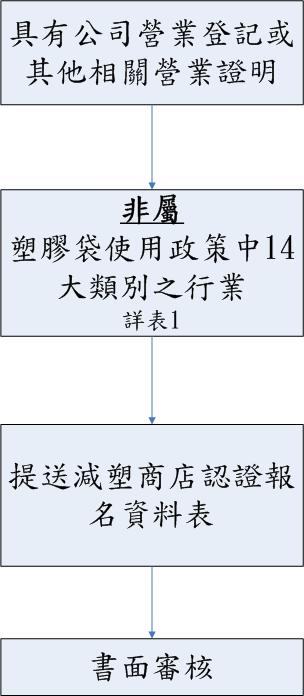 具有公司營業登記或
其他相關營業證明
非屬
塑膠袋使用政策中14
大類別之行業
詳表1
提送減塑商店認證報
名資料表
書面審核